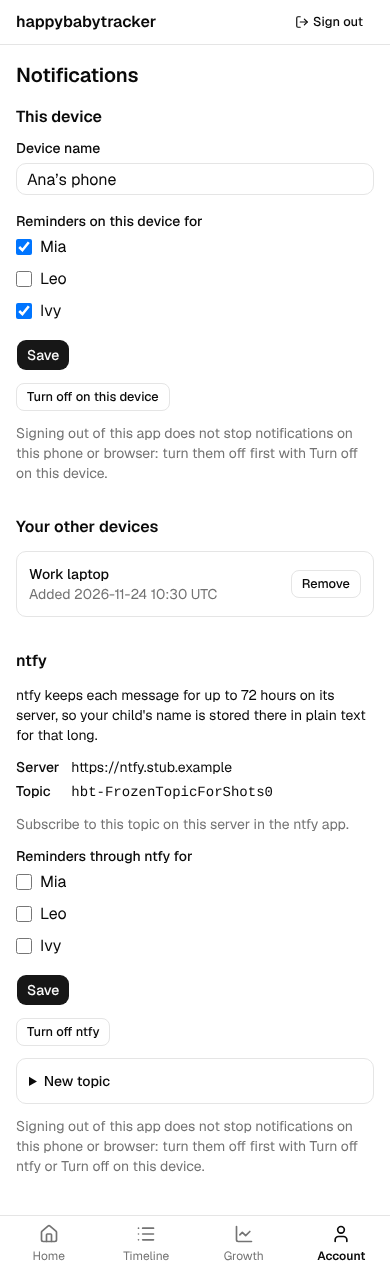 happybabytracker
Sign out
Notifications
This device
Device name
Ana's phone
Reminders on this device for
Mia
Leo
Ivy
Save
Turn off on this device
Signing out of this app does not stop notifications on
this phone or browser: turn them off first with Turn off
on this device.
Your other devices
Work laptop
Added 2026-11-24 10:30 UTC
Remove
ntfy
ntfy keeps each message for up to 72 hours on its
server, so your child's name is stored there in plain text
for that long.
Server https://ntfy.stub.example
Topic hbt-FrozenTopicForShots0
Subscribe to this topic on this server in the ntfy app.
Reminders through ntfy for
Mia
Leo
Ivy
Save
Turn off ntfy
New topic
Signing out of this app does not stop notifications on
this phone or browser: turn them off first with Turn off
ntfy or Turn off on this device.
Home Timeline Growth Account